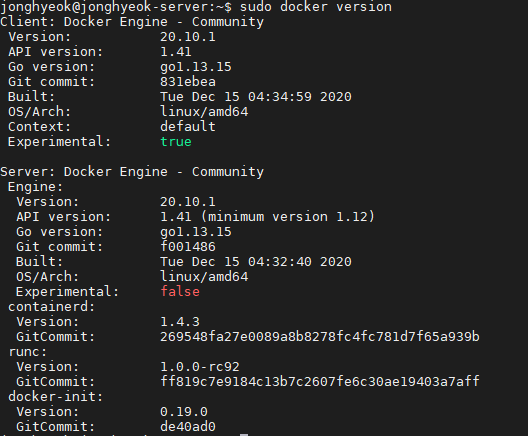 jonghyeok@jonghyeok-server:~$ sudo docker version
Client: Docker Engine - Community
 Version:           20.10.1
 API version:       1.41
 Go version:        go1.13.15
 Git commit:        831ebea
 Built:             Tue Dec 15 04:34:59 2020
 OS/Arch:           linux/amd64
 Context:           default
 Experimental:      true

Server: Docker Engine - Community
 Engine:
  Version:          20.10.1
  API version:      1.41 (minimum version 1.12)
  Go version:       go1.13.15
  Git commit:       f001486
  Built:            Tue Dec 15 04:32:40 2020
  OS/Arch:          linux/amd64
  Experimental:     false
 containerd:
  Version:          1.4.3
  GitCommit:        269548fa27e0089a8b8278fc4fc781d7f65a939b
 runc:
  Version:          1.0.0-rc92
  GitCommit:        ff819c7e9184c13b7c2607fe6c30ae19403a7aff
 docker-init:
  Version:          0.19.0
  GitCommit:        de40ad0